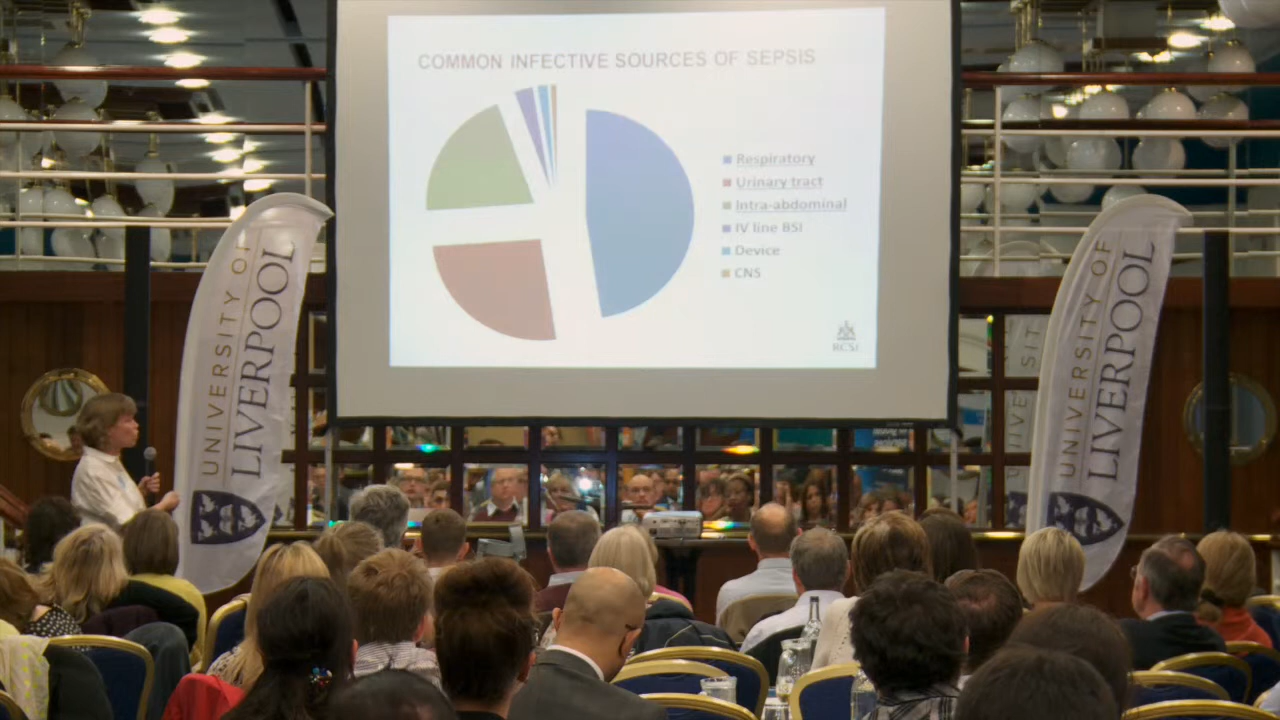 COMMON INFECTIVE SOURCES OF SEPSIS
Respiratory
Urinary tract
Intra-abdominal
IV line BSI
Device
CNS
RCSI
UNIVERSITY OF
LIVERPOOL
UNIVERSITY OF
LIVERPOOL